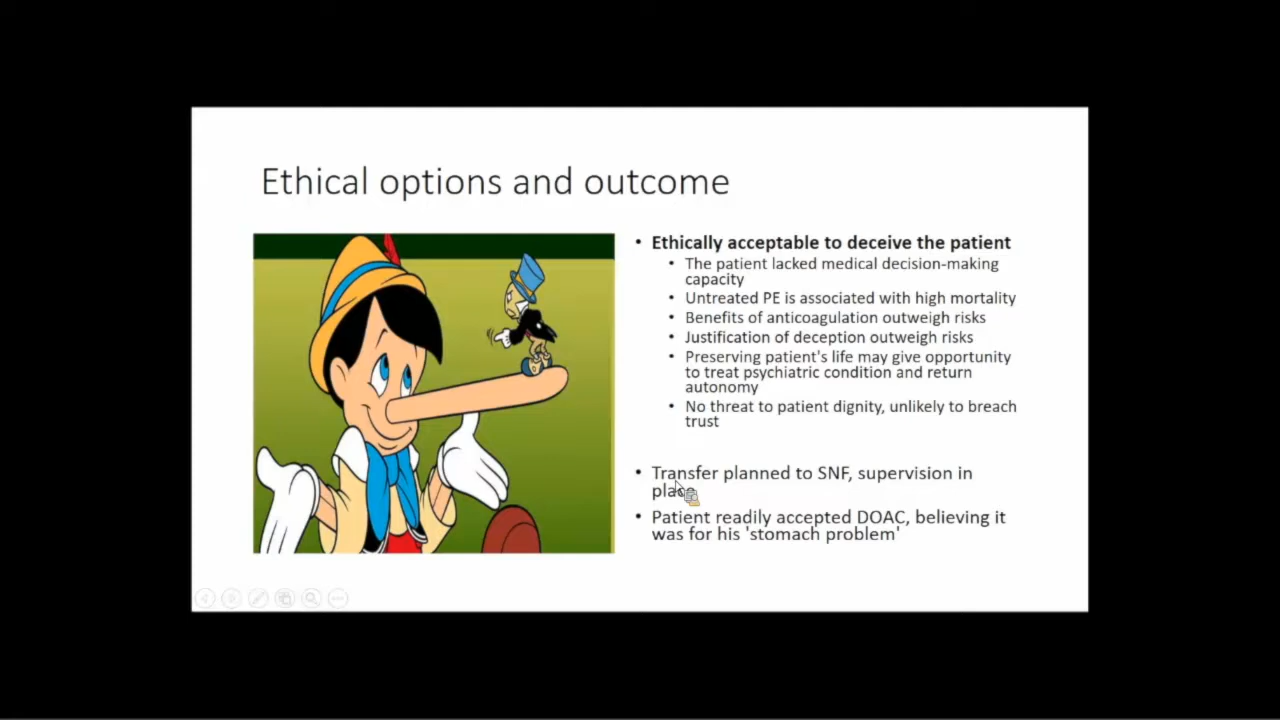 Ethical options and outcome
• Ethically acceptable to deceive the patient
• The patient lacked medical decision-making
capacity
• Untreated PE is associated with high mortality
• Benefits of anticoagulation outweigh risks
• Justification of deception outweigh risks
• Preserving patient's life may give opportunity
to treat psychiatric condition and return
autonomy
• No threat to patient dignity, unlikely to breach
trust
• Transfer planned to SNF, supervision in
place
• Patient readily accepted DOAC, believing it
was for his 'stomach problem'